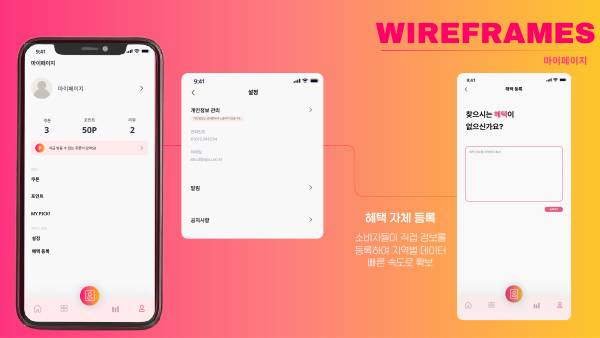 WIREFRAMES
마이페이지
9:41
마이페이지
마이페이지
쿠폰
포인트
리뷰
3
50P
2
쿠폰
포인트
MY PICK!
설정
혜택 등록
9:41
설정
개인정보 관리
알림
공지사항
혜택 자체 등록
소비자들이 직접 정보를
등록하여 지역별 데이터
빠른 속도로 확보
9:41
혜택 등록
찾으시는 혜택이
없으신가요?